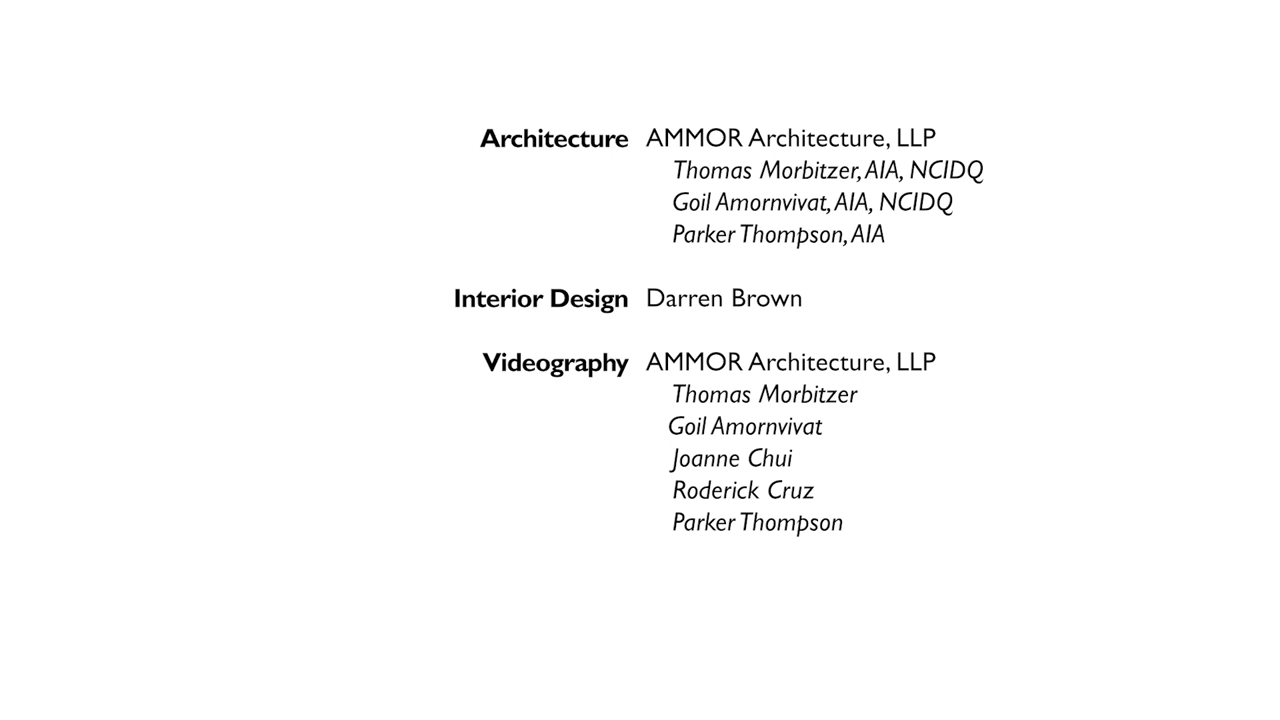 Architecture AMMOR Architecture, LLP
Thomas Morbitzer, AIA, NCIDQ
Goil Amornvivat, AIA, NCIDQ
Parker Thompson, AIA
Interior Design Darren Brown
Videography AMMOR Architecture, LLP
Thomas Morbitzer
Goil Amornvivat
Joanne Chui
Roderick Cruz
Parker Thompson